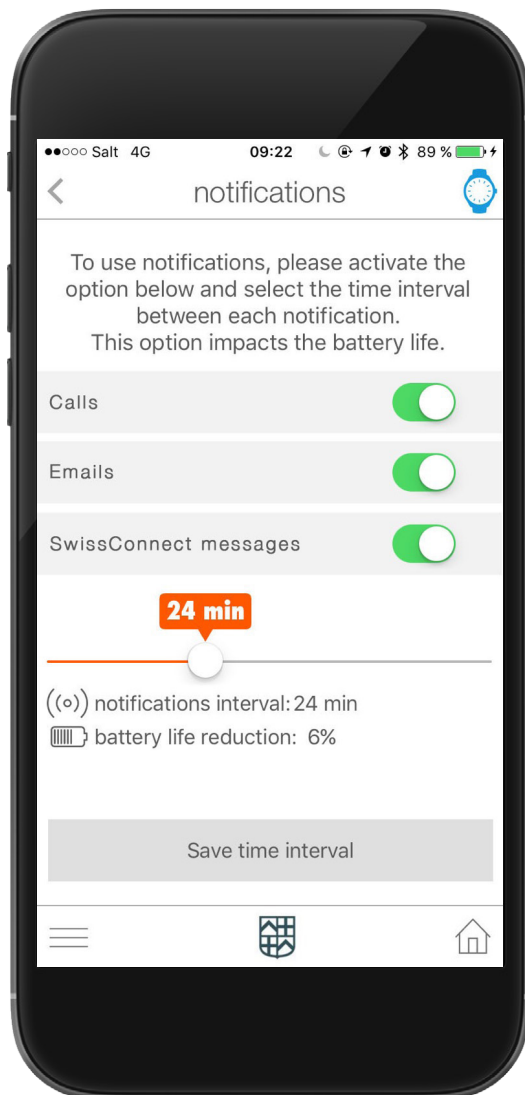 Salt 4G 09:22 89 %
notifications
To use notifications, please activate the
option below and select the time interval
between each notification.
This option impacts the battery life.
Calls
Emails
SwissConnect messages
24 min
notifications interval: 24 min
battery life reduction: 6%
Save time interval